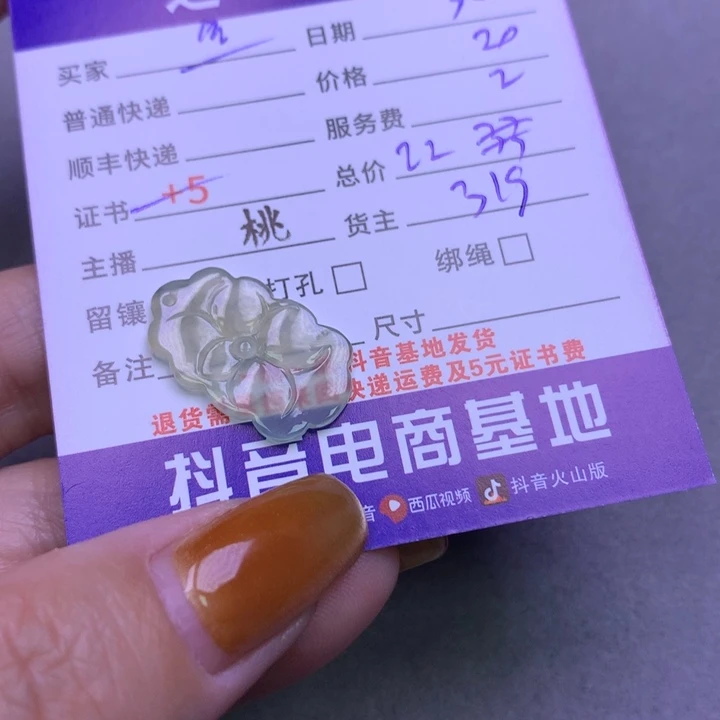 买家 日期
普通快递 价格 20
顺丰快递 服务费 2
证书 +5 总价 22
主播 桃 货主 319
留镶 打孔 绑绳
备注 尺寸
抖音基地发货
退货需 快递运费及5元证书费
抖音电商基地
音 西瓜视频 抖音火山版